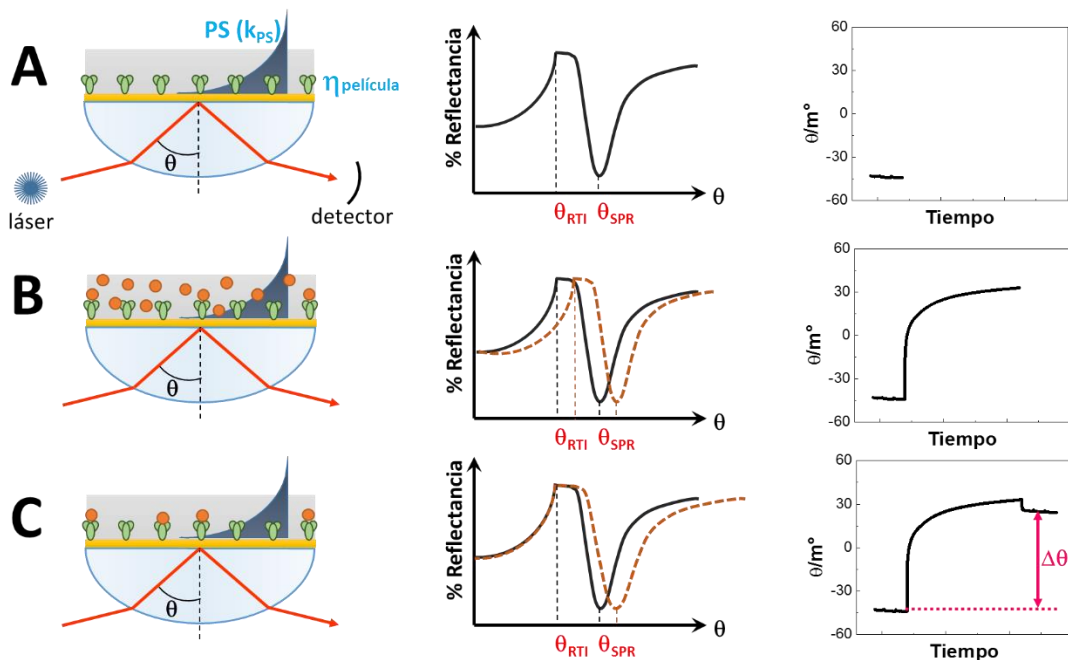 A
PS (kPS)
ηpelícula
θ
láser
detector
% Reflectancia
θ
θRTI
θSPR
θ/m°
60
30
0
-30
-60
Tiempo
B
θ
% Reflectancia
θ
θRTI
θSPR
θ/m°
60
30
0
-30
-60
Tiempo
C
θ
% Reflectancia
θ
θRTI
θSPR
θ/m°
60
30
0
-30
-60
Δθ
Tiempo